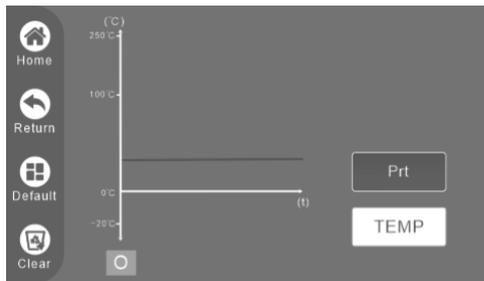 Home
Return
Default
Clear
(℃)
250℃
100℃
0℃
-20℃
(t)
O
Prt
TEMP